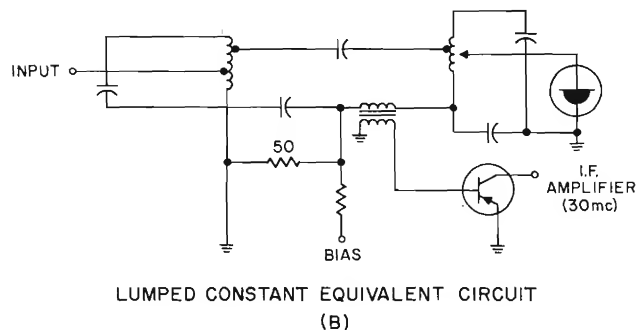 INPUT
50
BIAS
I.F.
AMPLIFIER
(30mc)
LUMPED CONSTANT EQUIVALENT CIRCUIT
(B)